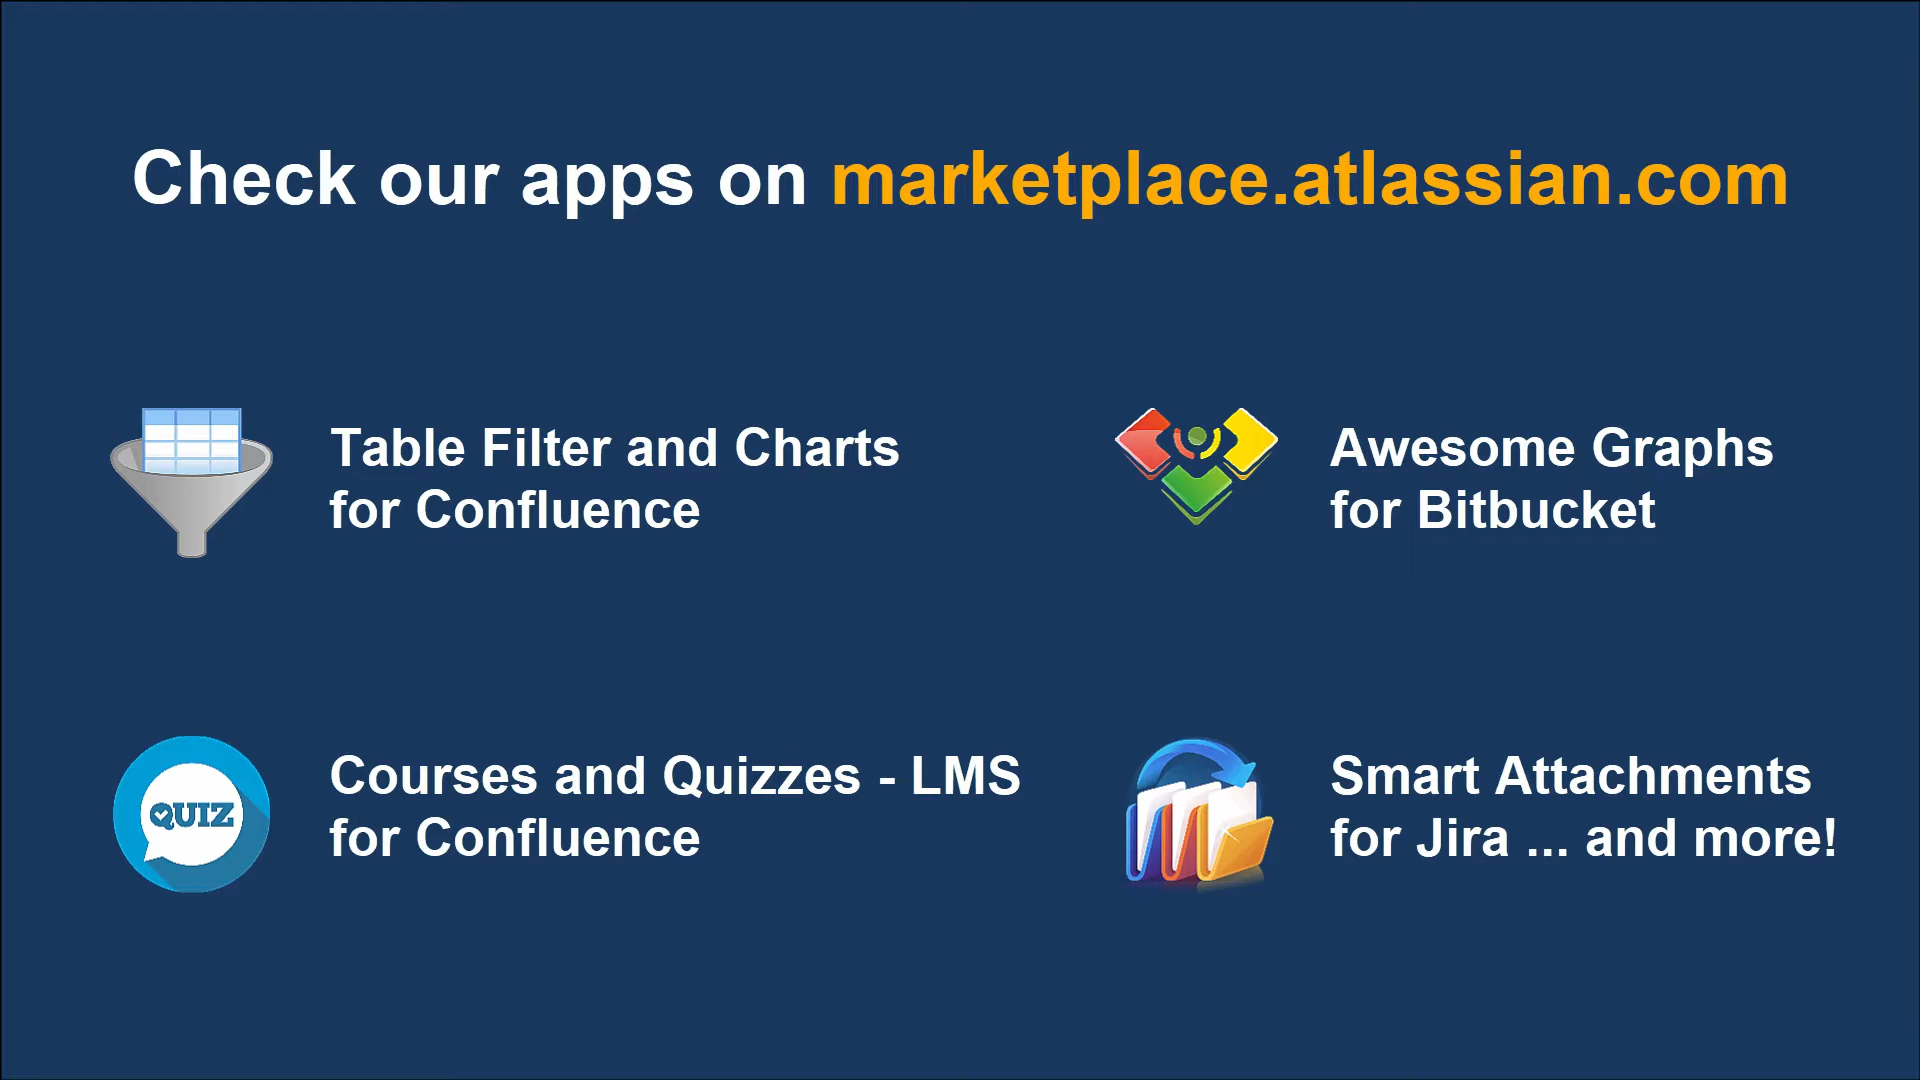 Check our apps on marketplace.atlassian.com
Table Filter and Charts
for Confluence
Awesome Graphs
for Bitbucket
QUIZ
Courses and Quizzes - LMS
for Confluence
Smart Attachments
for Jira ... and more!